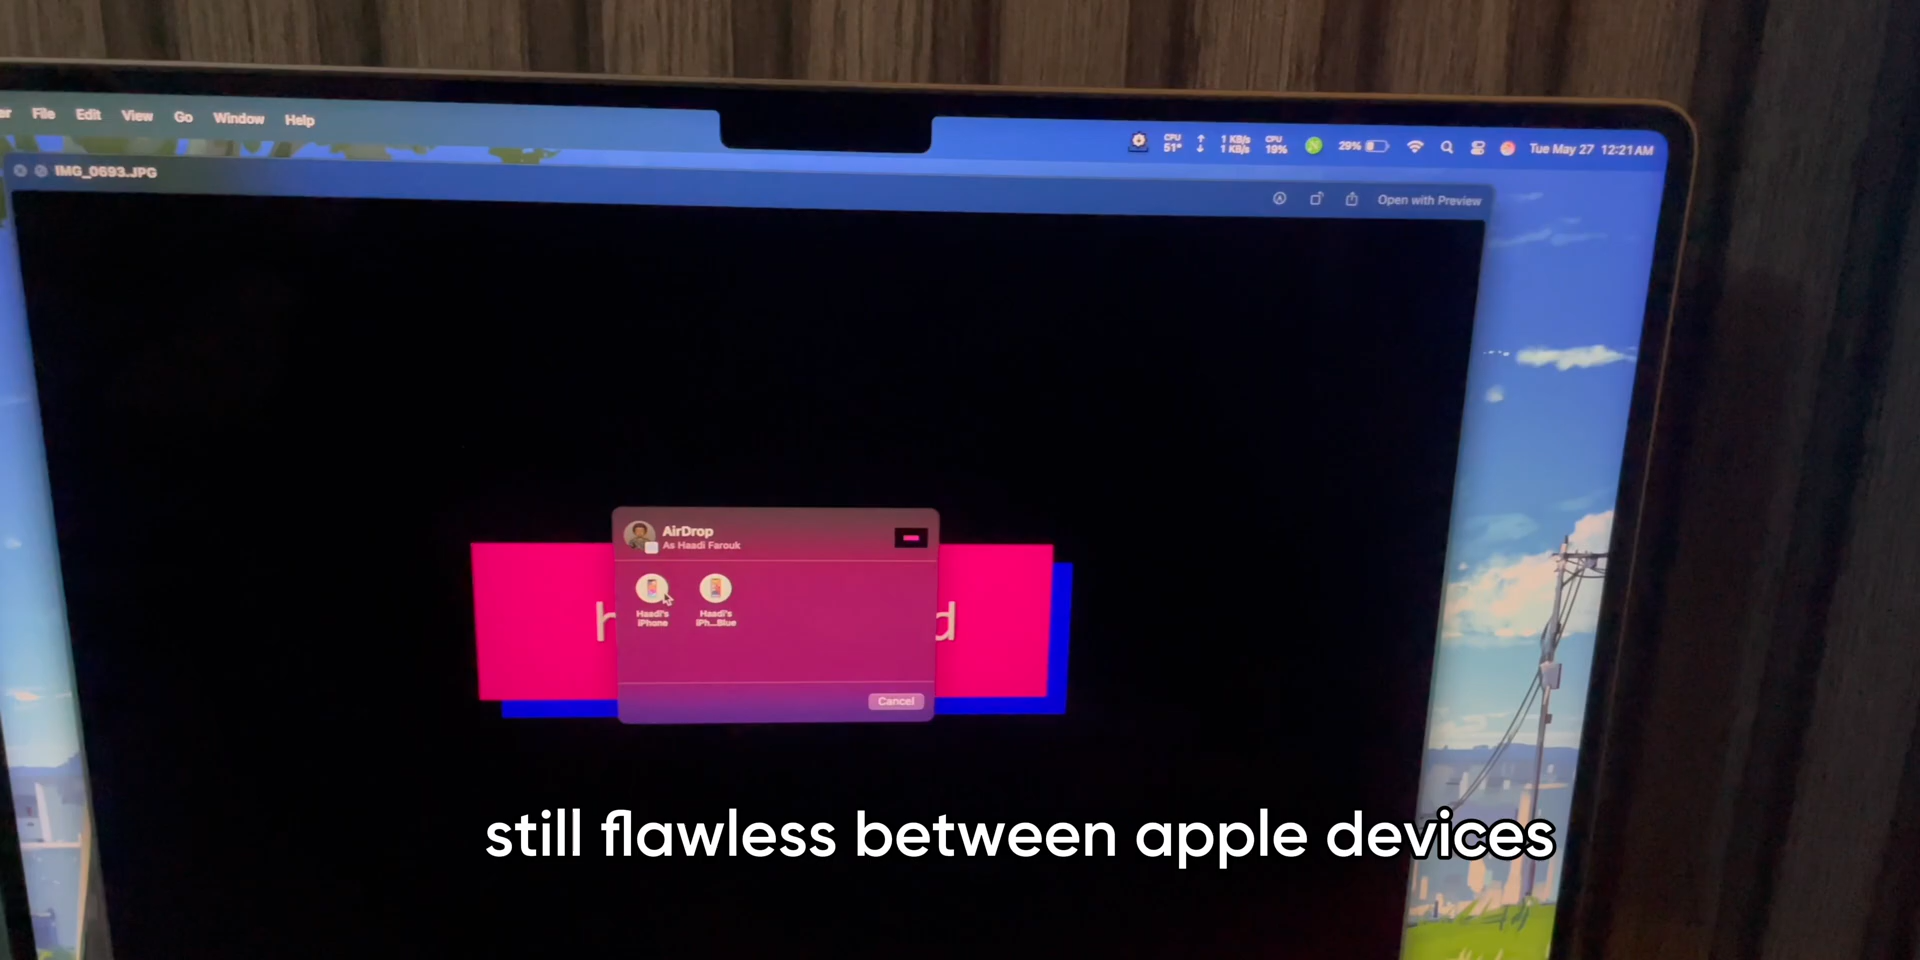 File Edit View Go Window Help
CPU
51°
1 KB/s
1 KB/s
CPU
19%
29%
Tue May 27 12:21 AM
IMG_0693.JPG
Open with Preview
AirDrop
As Haadi Farouk
Haadi's
iPhone
Haadi's
iPh...Blue
h
d
Cancel
still flawless between apple devices